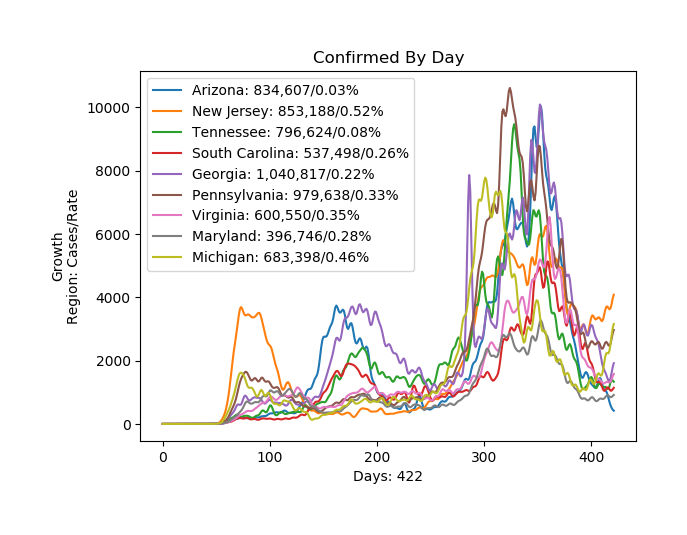 Confirmed By Day
Growth
Region: Cases/Rate
10000
8000
6000
4000
2000
0
Arizona: 834,607/0.03%
New Jersey: 853,188/0.52%
Tennessee: 796,624/0.08%
South Carolina: 537,498/0.26%
Georgia: 1,040,817/0.22%
Pennsylvania: 979,638/0.33%
Virginia: 600,550/0.35%
Maryland: 396,746/0.28%
Michigan: 683,398/0.46%
0 100 200 300 400
Days: 422